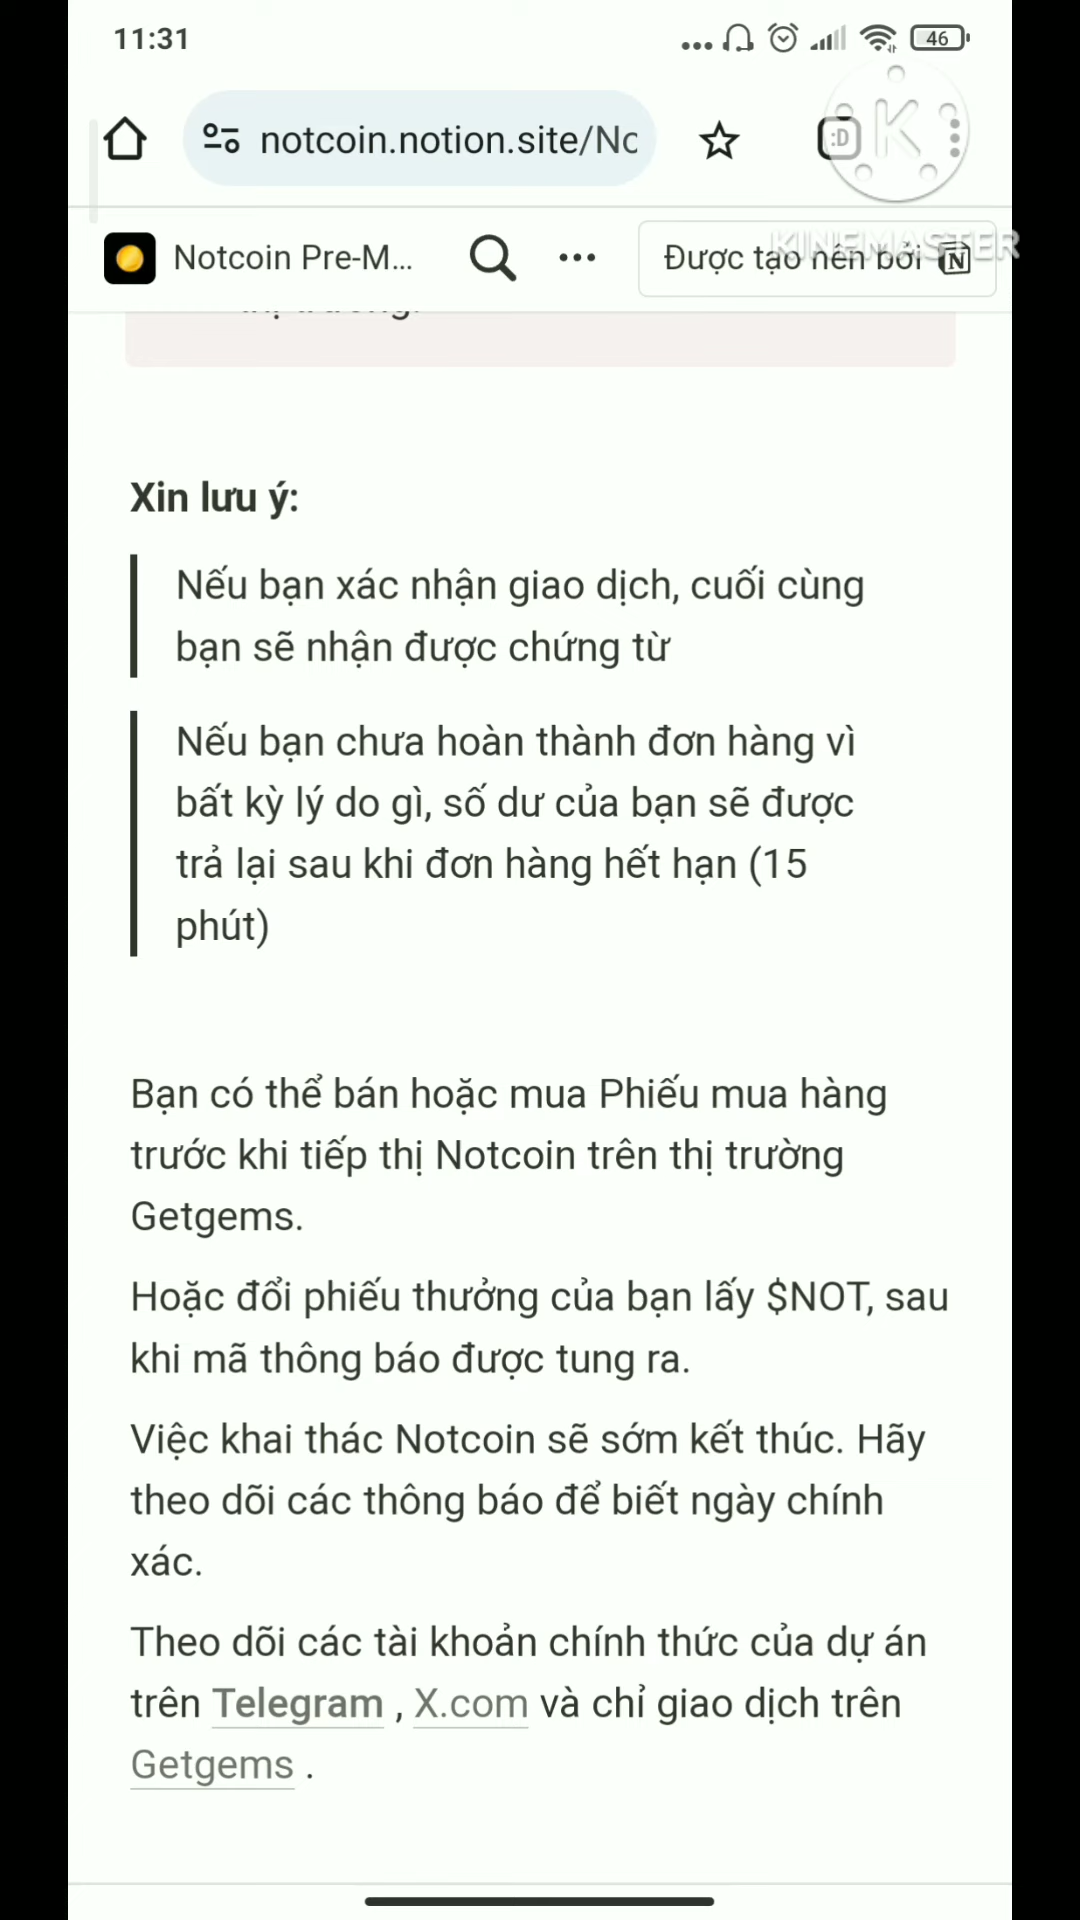 11:31
46
notcoin.notion.site/No
:D
K
KINEMASTER
Notcoin Pre-M...
Được tạo nên bởi
Xin lưu ý:
Nếu bạn xác nhận giao dịch, cuối cùng
bạn sẽ nhận được chứng từ
Nếu bạn chưa hoàn thành đơn hàng vì
bất kỳ lý do gì, số dư của bạn sẽ được
trả lại sau khi đơn hàng hết hạn (15
phút)
Bạn có thể bán hoặc mua Phiếu mua hàng
trước khi tiếp thị Notcoin trên thị trường
Getgems.
Hoặc đổi phiếu thưởng của bạn lấy $NOT, sau
khi mã thông báo được tung ra.
Việc khai thác Notcoin sẽ sớm kết thúc. Hãy
theo dõi các thông báo để biết ngày chính
xác.
Theo dõi các tài khoản chính thức của dự án
trên Telegram , X.com và chỉ giao dịch trên
Getgems .